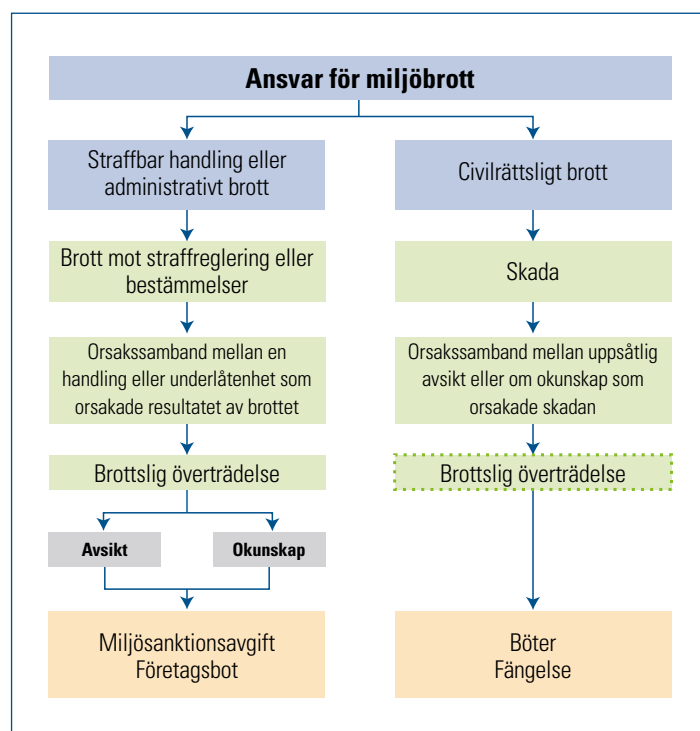 Ansvar för miljöbrott
Straffbar handling eller
administrativt brott
Civilrättsligt brott
Brott mot straffreglering eller
bestämmelser
Skada
Orsakssamband mellan en
handling eller underlåtenhet som
orsakade resultatet av brottet
Orsakssamband mellan uppsåtlig
avsikt eller om okunskap som
orsakade skadan
Brottslig överträdelse
Brottslig överträdelse
Avsikt
Okunskap
Miljösanktionsavgift
Företagsbot
Böter
Fängelse